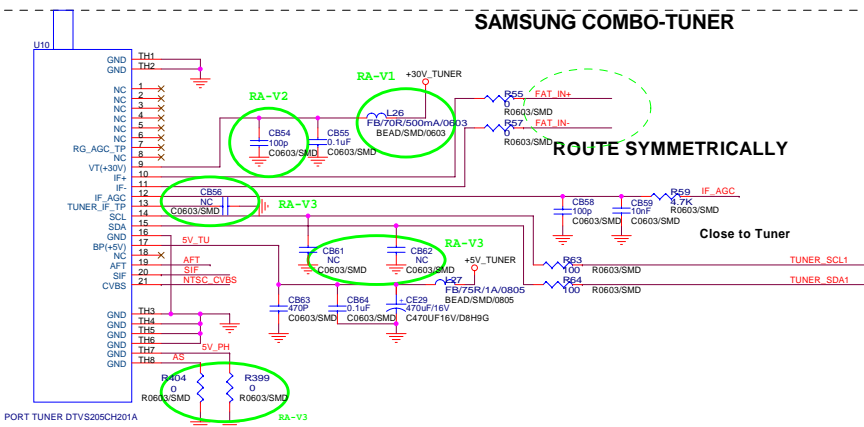 SAMSUNG COMBO-TUNER
U10
GND TH1
GND TH2
NC 1
NC 2
NC 3
NC 4
NC 5
NC 6
RG_AGC_TP 7
NC 8
VT(+30V) 9
IF+ 10
IF- 11
IF_AGC 12
TUNER_IF_TP 13
SCL 14
SDA 15
GND 16
BP(+5V) 17
NC 18
AFT 19
SIF 20
CVBS 21
GND TH3
GND TH4
GND TH5
GND TH6
GND TH7
GND TH8
PORT TUNER DTVS205CH201A
RA-V1
+30V_TUNER
RA-V2
L26
FB/70R/500mA/0603
BEAD/SMD/0603
CB54
100p
C0603/SMD
CB55
0.1uF
C0603/SMD
R55
0
R0603/SMD
FAT_IN+
R57
0
R0603/SMD
FAT_IN-
ROUTE SYMMETRICALLY
CB56
NC
C0603/SMD
RA-V3
CB58
100p
C0603/SMD
CB59
10nF
C0603/SMD
R59
4.7K
R0603/SMD
IF_AGC
Close to Tuner
5V_TU
CB61
NC
C0603/SMD
CB62
NC
C0603/SMD
RA-V3
+5V_TUNER
R63
100
R0603/SMD
TUNER_SCL1
R64
100
R0603/SMD
TUNER_SDA1
AFT
SIF
NTSC_CVBS
L27
FB/75R/1A/0805
BEAD/SMD/0805
CB63
470P
C0603/SMD
CB64
0.1uF
C0603/SMD
+
CE29
470uF/16V
C470UF16V/D8H9G
5V_PH
AS
R404
0
R0603/SMD
R399
0
R0603/SMD
RA-V3